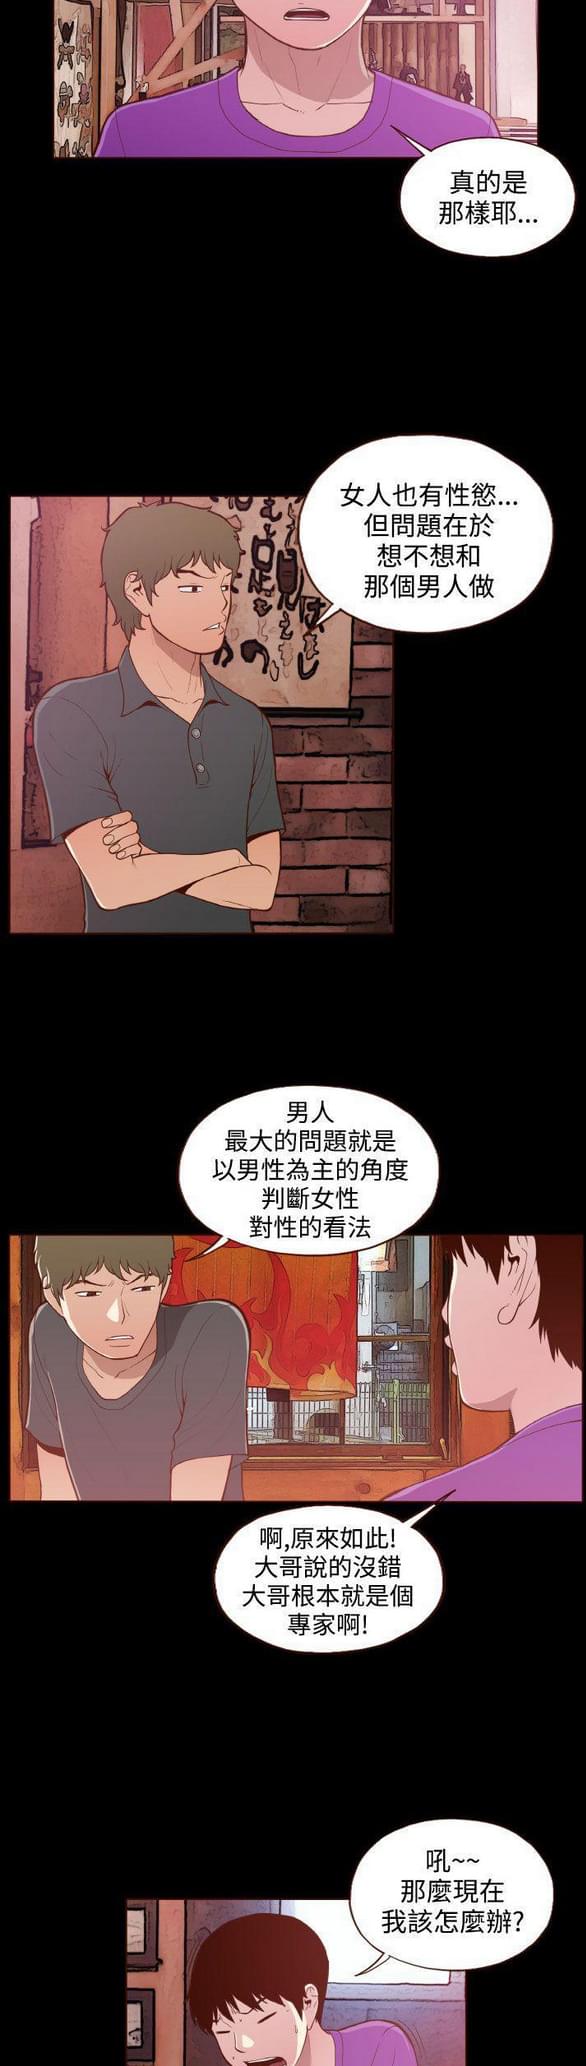 真的是
那樣耶...
女人也有性慾...
但問題在於
想不想和
那個男人做
男人
最大的問題就是
以男性為主的角度
判斷女性
對性的看法
啊,原來如此!
大哥說的沒錯
大哥根本就是個
專家啊!
吼~~
那麼現在
我該怎麼辦?